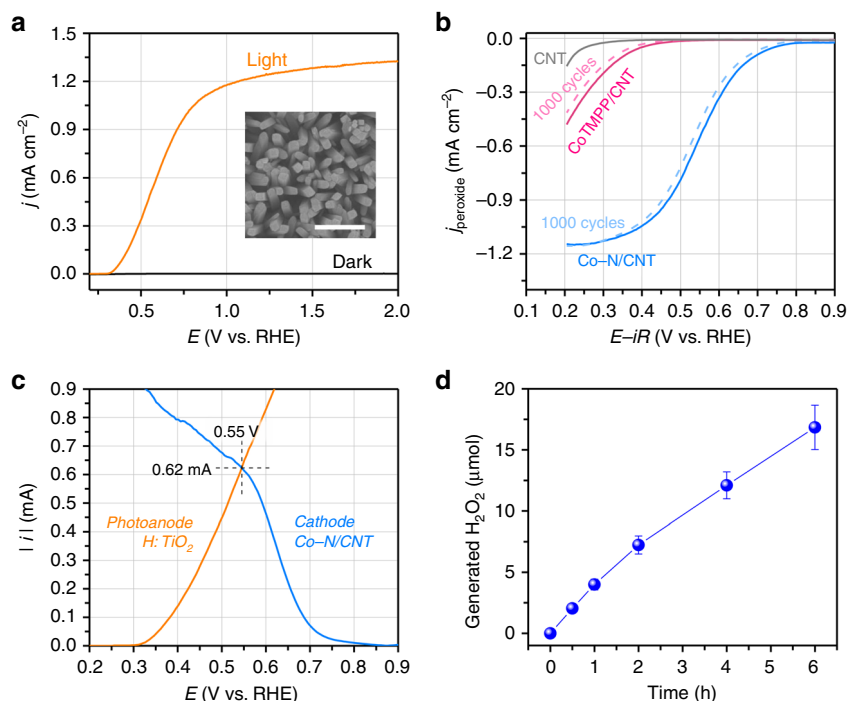 a
1.5
1.2
0.9
0.6
0.3
0.0
j (mA cm−2)
Light
Dark
0.5
1.0
1.5
2.0
E (V vs. RHE)
b
0.0
−0.3
−0.6
−0.9
−1.2
jperoxide (mA cm−2)
CNT
1000 cycles
CoTMPP/CNT
1000 cycles
Co–N/CNT
0.1
0.2
0.3
0.4
0.5
0.6
0.7
0.8
0.9
E–iR (V vs. RHE)
c
0.9
0.8
0.7
0.6
0.5
0.4
0.3
0.2
0.1
0.0
| i | (mA)
0.55 V
0.62 mA
Photoanode
H: TiO2
Cathode
Co–N/CNT
0.2
0.3
0.4
0.5
0.6
0.7
0.8
0.9
E (V vs. RHE)
d
20
15
10
5
0
Generated H2O2 (μmol)
0
1
2
3
4
5
6
Time (h)